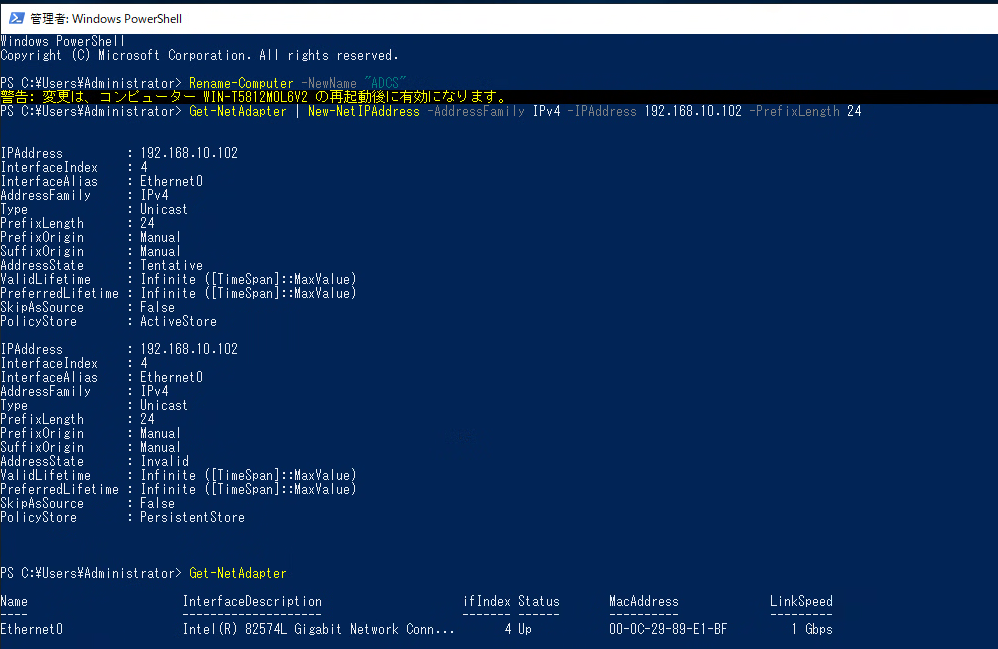 管理者: Windows PowerShell
Windows PowerShell
Copyright (C) Microsoft Corporation. All rights reserved.
PS C:¥Users¥Administrator> Rename-Computer -NewName "ADCS"
警告: 変更は、コンピューター WIN-T5812MOL6V2 の再起動後に有効になります。
PS C:¥Users¥Administrator> Get-NetAdapter | New-NetIPAddress -AddressFamily IPv4 -IPAddress 192.168.10.102 -PrefixLength 24
IPAddress : 192.168.10.102
InterfaceIndex : 4
InterfaceAlias : Ethernet0
AddressFamily : IPv4
Type : Unicast
PrefixLength : 24
PrefixOrigin : Manual
SuffixOrigin : Manual
AddressState : Tentative
ValidLifetime : Infinite ([TimeSpan]::MaxValue)
PreferredLifetime : Infinite ([TimeSpan]::MaxValue)
SkipAsSource : False
PolicyStore : ActiveStore
IPAddress : 192.168.10.102
InterfaceIndex : 4
InterfaceAlias : Ethernet0
AddressFamily : IPv4
Type : Unicast
PrefixLength : 24
PrefixOrigin : Manual
SuffixOrigin : Manual
AddressState : Invalid
ValidLifetime : Infinite ([TimeSpan]::MaxValue)
PreferredLifetime : Infinite ([TimeSpan]::MaxValue)
SkipAsSource : False
PolicyStore : PersistentStore
PS C:¥Users¥Administrator> Get-NetAdapter
Name InterfaceDescription ifIndex Status MacAddress LinkSpeed
---- -------------------- ------- ------ ---------- ---------
Ethernet0 Intel(R) 82574L Gigabit Network Conn... 4 Up 00-0C-29-89-E1-BF 1 Gbps